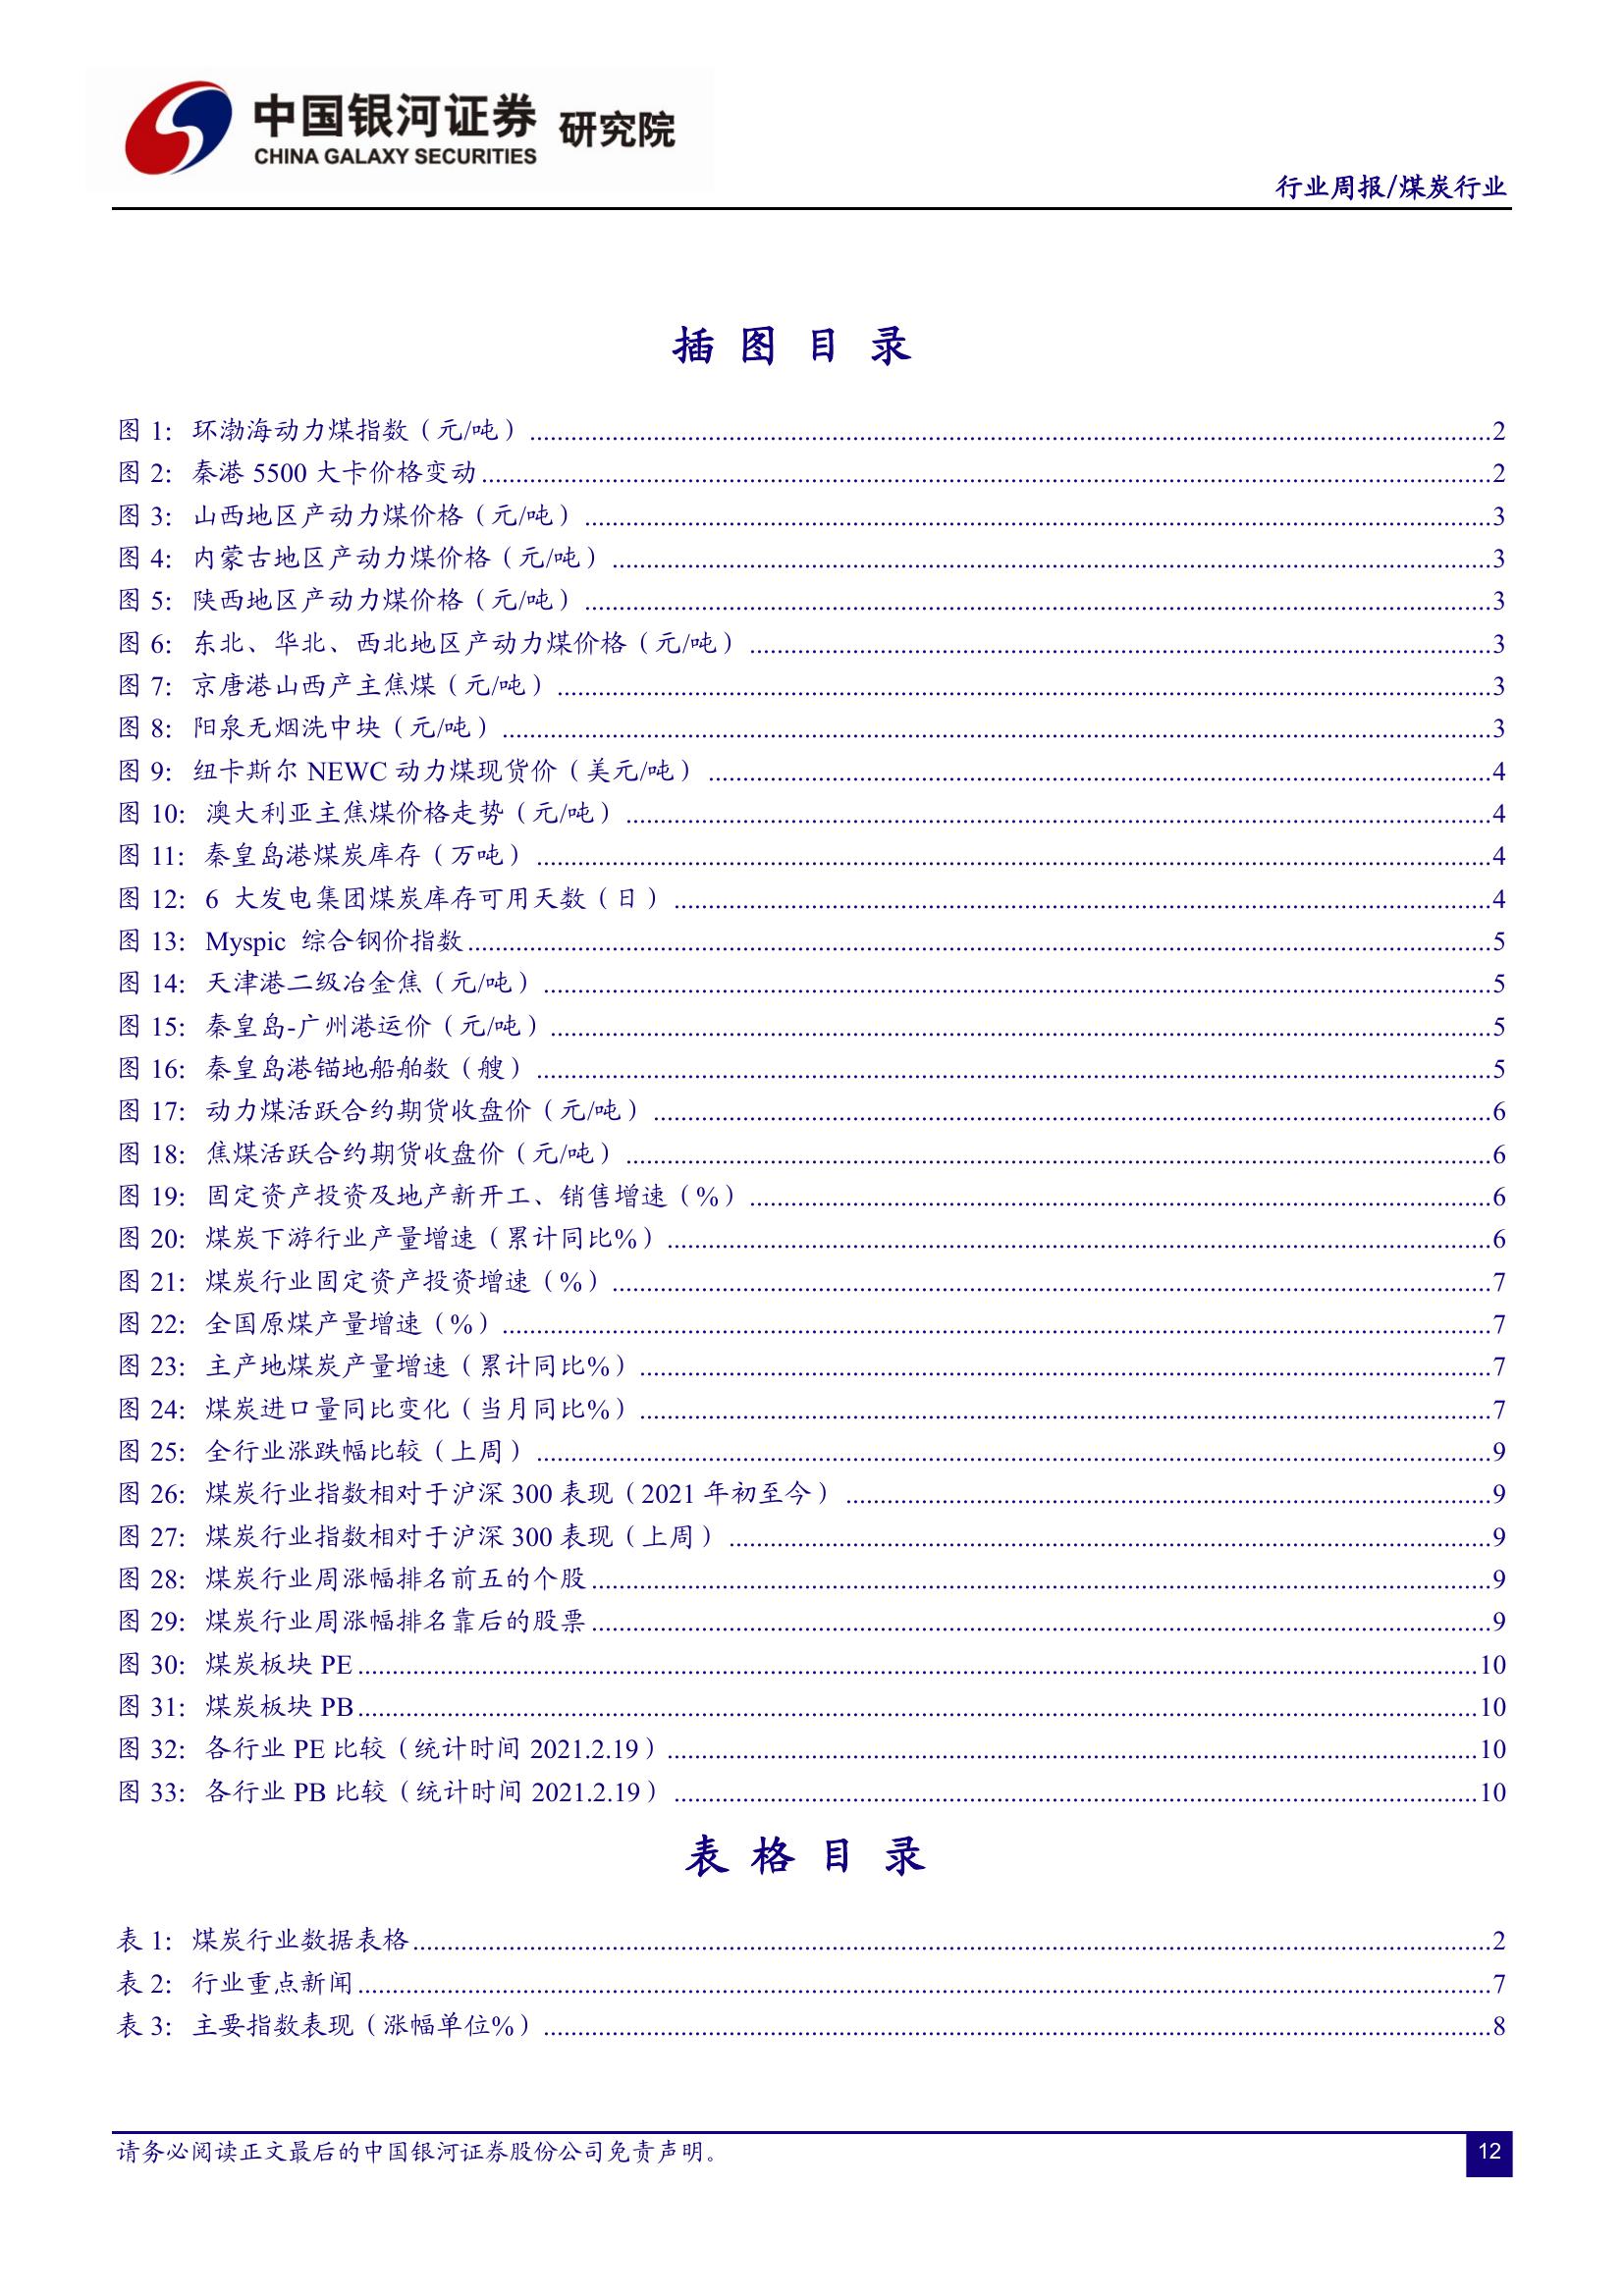 中国银河证券 研究院
CHINA GALAXY SECURITIES
行业周报/煤炭行业
插 图 目 录
图 1: 环渤海动力煤指数（元/吨）..........2
图 2: 秦港 5500 大卡价格变动..........2
图 3: 山西地区产动力煤价格（元/吨）..........3
图 4: 内蒙古地区产动力煤价格（元/吨）..........3
图 5: 陕西地区产动力煤价格（元/吨）..........3
图 6: 东北、华北、西北地区产动力煤价格（元/吨）..........3
图 7: 京唐港山西产主焦煤（元/吨）..........3
图 8: 阳泉无烟洗中块（元/吨）..........3
图 9: 纽卡斯尔 NEWC 动力煤现货价（美元/吨）..........4
图 10: 澳大利亚主焦煤价格走势（元/吨）..........4
图 11: 秦皇岛港煤炭库存（万吨）..........4
图 12: 6 大发电集团煤炭库存可用天数（日）..........4
图 13: Myspic 综合钢价指数..........5
图 14: 天津港二级冶金焦（元/吨）..........5
图 15: 秦皇岛-广州港运价（元/吨）..........5
图 16: 秦皇岛港锚地船舶数（艘）..........5
图 17: 动力煤活跃合约期货收盘价（元/吨）..........6
图 18: 焦煤活跃合约期货收盘价（元/吨）..........6
图 19: 固定资产投资及地产新开工、销售增速（%）..........6
图 20: 煤炭下游行业产量增速（累计同比%）..........6
图 21: 煤炭行业固定资产投资增速（%）..........7
图 22: 全国原煤产量增速（%）..........7
图 23: 主产地煤炭产量增速（累计同比%）..........7
图 24: 煤炭进口量同比变化（当月同比%）..........7
图 25: 全行业涨跌幅比较（上周）..........9
图 26: 煤炭行业指数相对于沪深 300 表现（2021 年初至今）..........9
图 27: 煤炭行业指数相对于沪深 300 表现（上周）..........9
图 28: 煤炭行业周涨幅排名前五的个股..........9
图 29: 煤炭行业周涨幅排名靠后的股票..........9
图 30: 煤炭板块 PE..........10
图 31: 煤炭板块 PB..........10
图 32: 各行业 PE 比较（统计时间 2021.2.19）..........10
图 33: 各行业 PB 比较（统计时间 2021.2.19）..........10
表 格 目 录
表 1: 煤炭行业数据表格..........2
表 2: 行业重点新闻..........7
表 3: 主要指数表现（涨幅单位%）..........8
请务必阅读正文最后的中国银河证券股份公司免责声明。
12